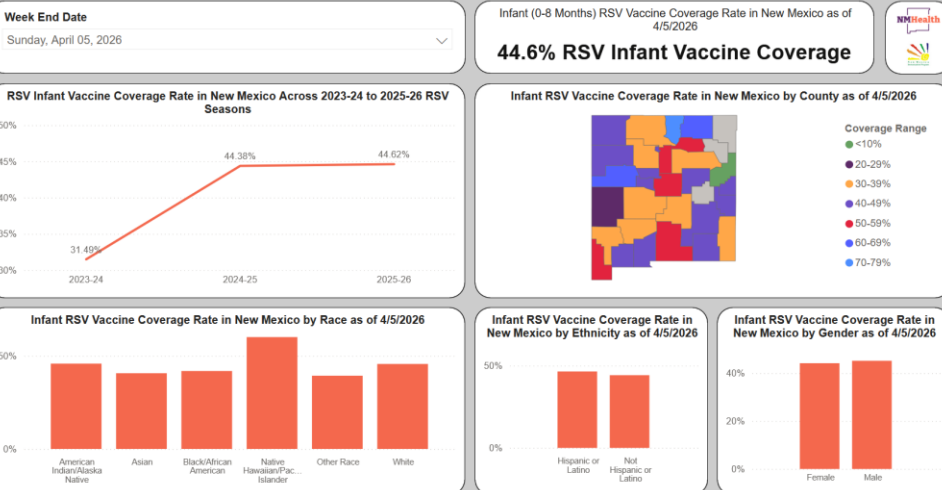 Week End Date
Sunday, April 05, 2026
Infant (0-8 Months) RSV Vaccine Coverage Rate in New Mexico as of
4/5/2026
44.6% RSV Infant Vaccine Coverage
NMHealth
RSV Infant Vaccine Coverage Rate in New Mexico Across 2023-24 to 2025-26 RSV
Seasons
50%
45%
40%
35%
30%
31.49%
44.38%
44.62%
2023-24
2024-25
2025-26
Infant RSV Vaccine Coverage Rate in New Mexico by County as of 4/5/2026
Coverage Range
<10%
20-29%
30-39%
40-49%
50-59%
60-69%
70-79%
Infant RSV Vaccine Coverage Rate in New Mexico by Race as of 4/5/2026
50%
0%
American
Indian/Alaska
Native
Asian
Black/African
American
Native
Hawaiian/Pac...
Islander
Other Race
White
Infant RSV Vaccine Coverage Rate in
New Mexico by Ethnicity as of 4/5/2026
50%
0%
Hispanic or
Latino
Not
Hispanic or
Latino
Infant RSV Vaccine Coverage Rate in
New Mexico by Gender as of 4/5/2026
40%
20%
0%
Female
Male